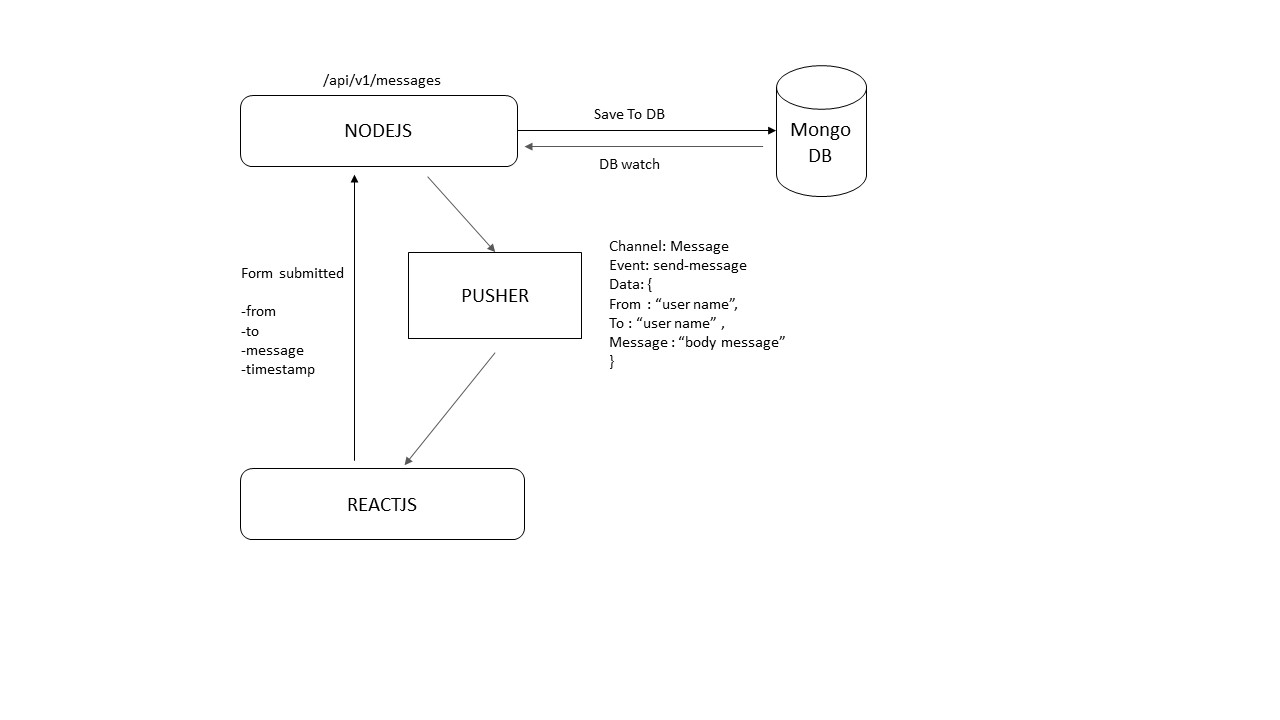 /api/v1/messages
NODEJS
Save To DB
DB watch
Mongo
DB
Form submitted
-from
-to
-message
-timestamp
PUSHER
Channel: Message
Event: send-message
Data: {
From : “user name”,
To : “user name” ,
Message : “body message”
}
REACTJS